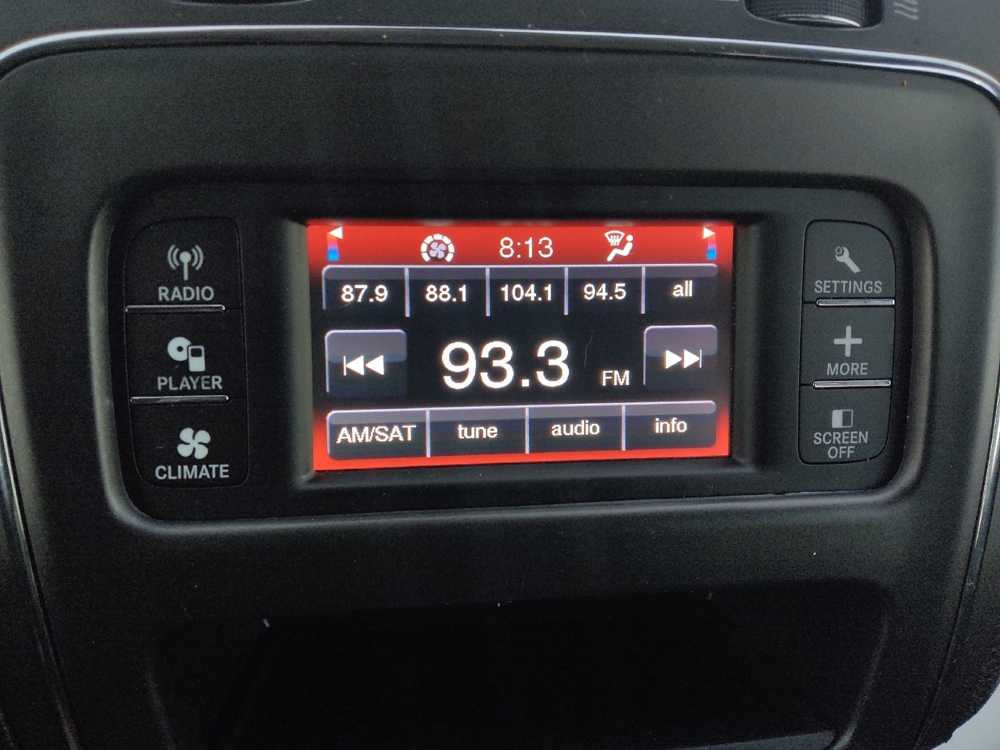 8:13
87.9 88.1 104.1 94.5 all
93.3 FM
AM/SAT tune audio info
RADIO
PLAYER
CLIMATE
SETTINGS
MORE
SCREEN
OFF